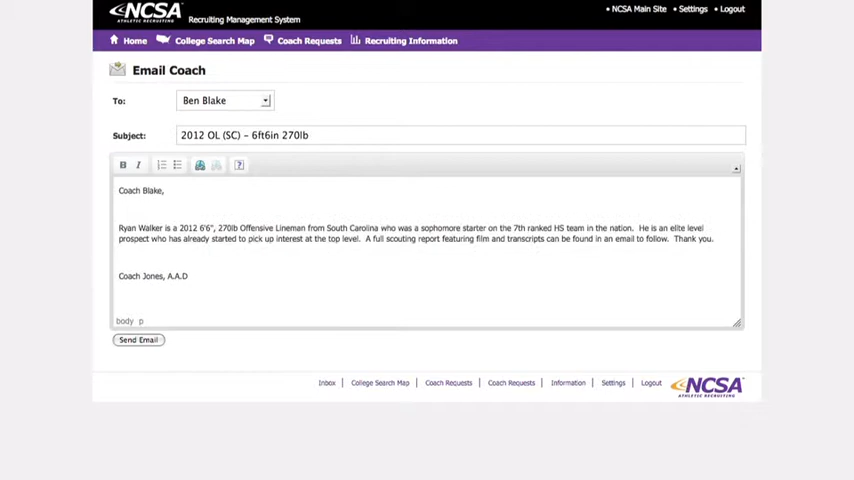 NCSA
ATHLETIC RECRUITING
Recruiting Management System
• NCSA Main Site • Settings • Logout
Home College Search Map Coach Requests Recruiting Information
Email Coach
To: Ben Blake
Subject: 2012 OL (SC) – 6ft6in 270lb
B I ?
Coach Blake,
Ryan Walker is a 2012 6'6", 270lb Offensive Lineman from South Carolina who was a sophomore starter on the 7th ranked HS team in the nation. He is an elite level
prospect who has already started to pick up interest at the top level. A full scouting report featuring film and transcripts can be found in an email to follow. Thank you.
Coach Jones, A.A.D
body p
Send Email
Inbox | College Search Map | Coach Requests | Coach Requests | Information | Settings | Logout
NCSA
ATHLETIC RECRUITING